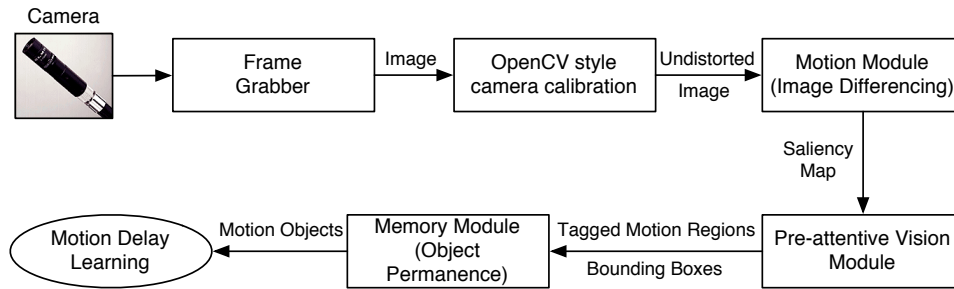 Camera
Frame
Grabber
Image
OpenCV style
camera calibration
Undistorted
Image
Motion Module
(Image Differencing)
Saliency
Map
Pre-attentive Vision
Module
Tagged Motion Regions
Bounding Boxes
Memory Module
(Object
Permanence)
Motion Objects
Motion Delay
Learning